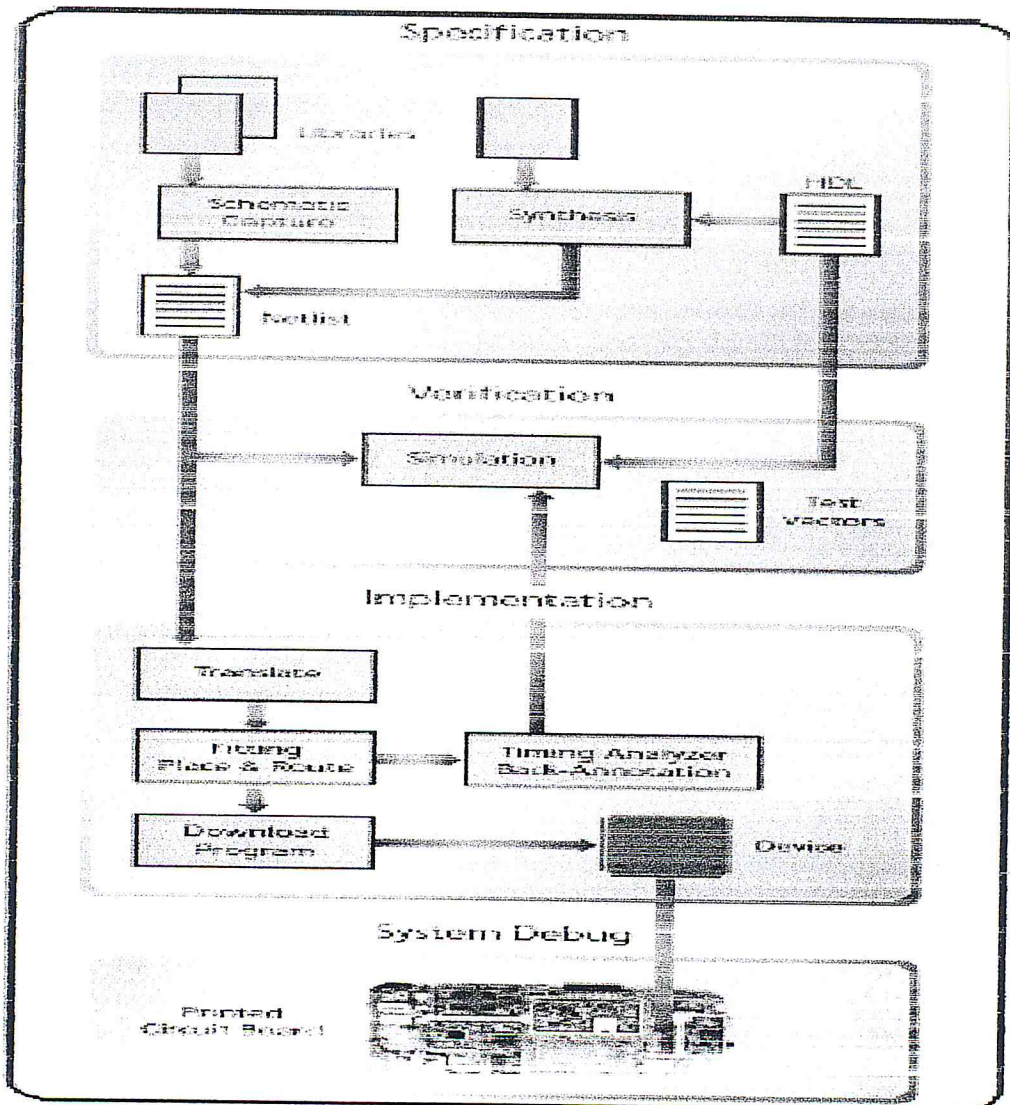 Specification
Libraries
HDL
Schematic
Capture
Synthesis
Netlist
Verification
Simulation
Test
Vectors
Implementation
Translate
Fitting
Place & Route
Timing Analyzer
Back-Annotation
Download
Program
Device
System Debug
Printed
Circuit Board